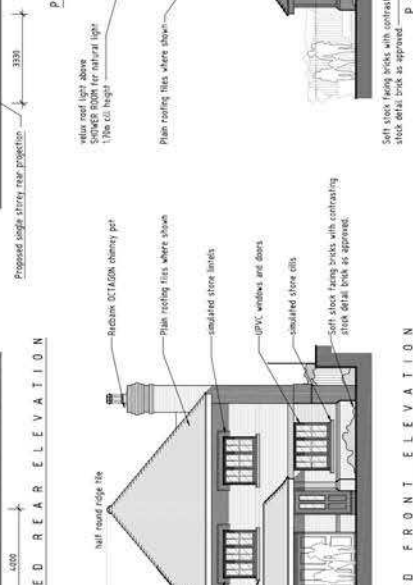 4000
3330
Proposed single storey rear projection
ED REAR ELEVATION
P
half round ridge tile
Redbank OCTAGON chimney pot
Plain roofing tiles where shown
simulated stone lintels
UPVC windows and doors
simulated stone cills
Soft stock facing bricks with contrasting
stock detail brick as approved.
velux roof light above
SHOWER ROOM for natural light
1.70m cill height
Plain roofing tiles where shown
Soft stock facing bricks with contrast
stock detail brick as approved
D FRONT ELEVATION
P